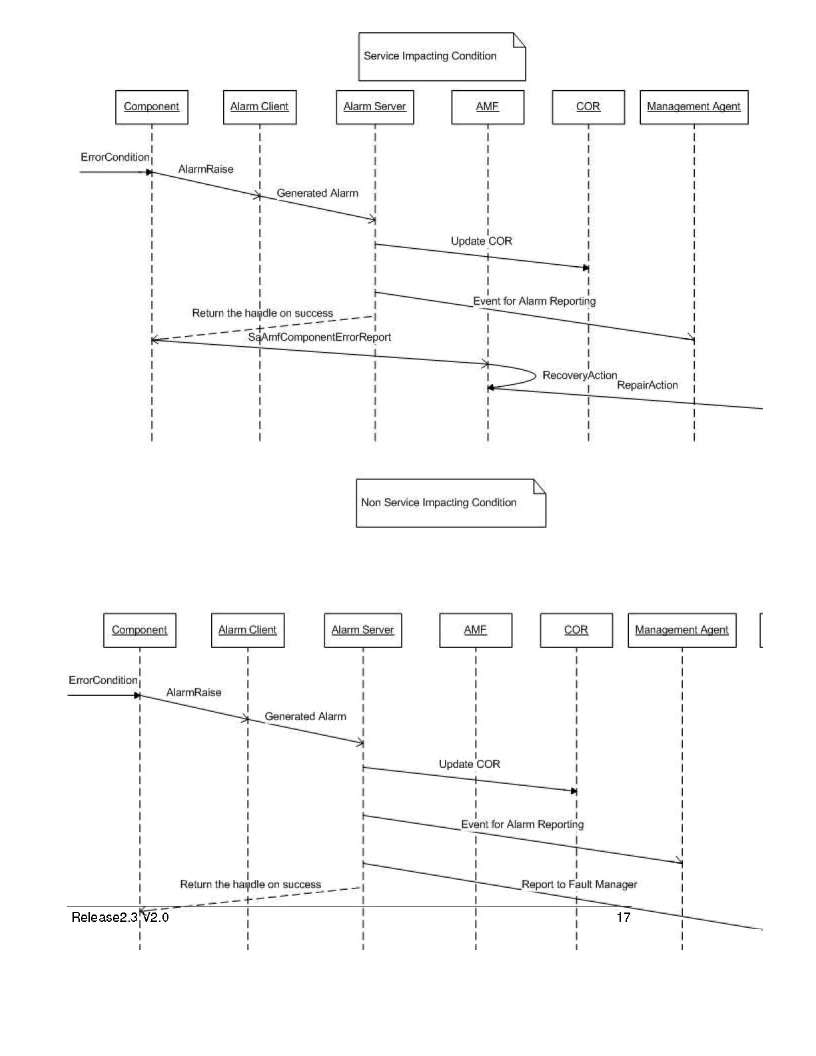 Service Impacting Condition
Component
Alarm Client
Alarm Server
AMF
COR
Management Agent
ErrorCondition
AlarmRaise
Generated Alarm
Update COR
Event for Alarm Reporting
Return the handle on success
SaAmfComponentErrorReport
RecoveryAction
RepairAction
Non Service Impacting Condition
Component
Alarm Client
Alarm Server
AMF
COR
Management Agent
ErrorCondition
AlarmRaise
Generated Alarm
Update COR
Event for Alarm Reporting
Return the handle on success
Report to Fault Manager
Release2.3 V2.0
17